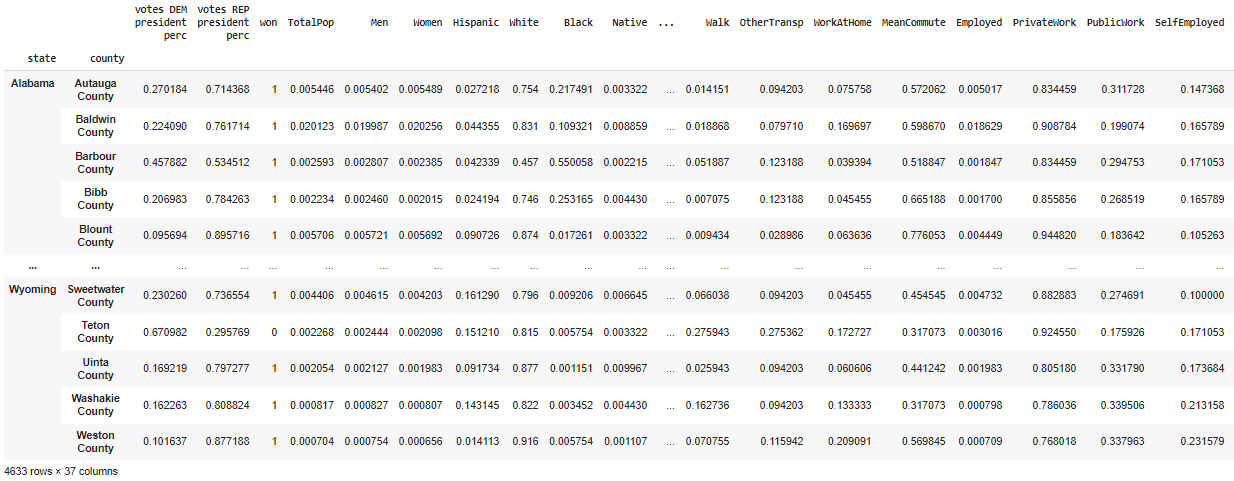 votes DEM votes REP
president president won TotalPop Men Women Hispanic White Black Native ... Walk OtherTransp WorkAtHome MeanCommute Employed PrivateWork PublicWork SelfEmployed
perc perc
state county
Alabama Autauga County 0.270184 0.714368 1 0.005446 0.005402 0.005489 0.027218 0.754 0.217491 0.003322 ... 0.014151 0.094203 0.075758 0.572062 0.005017 0.834459 0.311728 0.147368
Baldwin County 0.224090 0.761714 1 0.020123 0.019987 0.020256 0.044355 0.831 0.109321 0.008859 ... 0.018868 0.079710 0.169697 0.598670 0.018629 0.908784 0.199074 0.165789
Barbour County 0.457882 0.534512 1 0.002593 0.002807 0.002385 0.042339 0.457 0.550058 0.002215 ... 0.051887 0.123188 0.039394 0.518847 0.001847 0.834459 0.294753 0.171053
Bibb County 0.206983 0.784263 1 0.002234 0.002460 0.002015 0.024194 0.746 0.253165 0.004430 ... 0.007075 0.123188 0.045455 0.665188 0.001700 0.855856 0.268519 0.165789
Blount County 0.095694 0.895716 1 0.005706 0.005721 0.005692 0.090726 0.874 0.017261 0.003322 ... 0.009434 0.028986 0.063636 0.776053 0.004449 0.944820 0.183642 0.105263
... ... ... ... ... ... ... ... ... ... ... ... ... ... ... ... ... ... ... ... ...
Wyoming Sweetwater County 0.230260 0.736554 1 0.004406 0.004615 0.004203 0.161290 0.796 0.009206 0.006645 ... 0.066038 0.094203 0.045455 0.454545 0.004732 0.882883 0.274691 0.100000
Teton County 0.670982 0.295769 0 0.002268 0.002444 0.002098 0.151210 0.815 0.005754 0.003322 ... 0.275943 0.275362 0.172727 0.317073 0.003016 0.924550 0.175926 0.171053
Uinta County 0.169219 0.797277 1 0.002054 0.002127 0.001983 0.091734 0.877 0.001151 0.009967 ... 0.025943 0.094203 0.060606 0.441242 0.001983 0.805180 0.331790 0.173684
Washakie County 0.162263 0.808824 1 0.000817 0.000827 0.000807 0.143145 0.822 0.003452 0.004430 ... 0.162736 0.094203 0.133333 0.317073 0.000798 0.786036 0.339506 0.213158
Weston County 0.101637 0.877188 1 0.000704 0.000754 0.000656 0.014113 0.916 0.005754 0.001107 ... 0.070755 0.115942 0.209091 0.569845 0.000709 0.768018 0.337963 0.231579
4633 rows × 37 columns